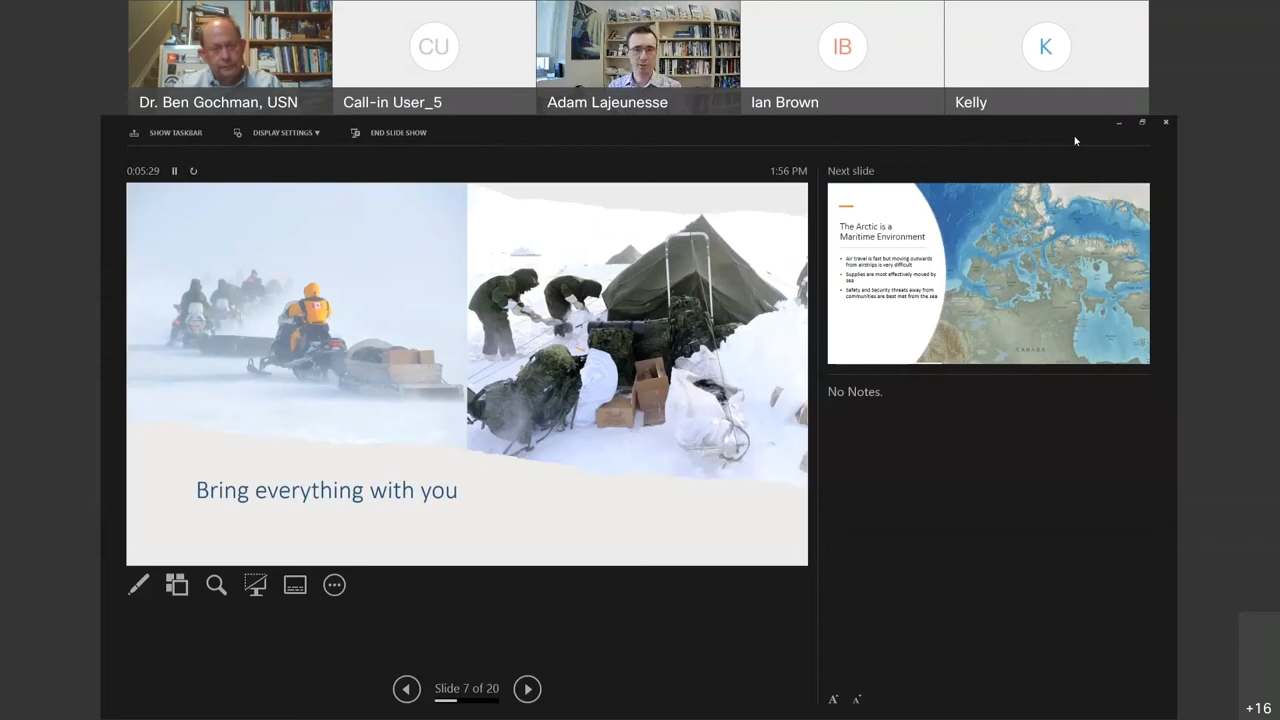 CU
IB
K
Dr. Ben Gochman, USN
Call-in User_5
Adam Lajeunesse
Ian Brown
Kelly
SHOW TASKBAR
DISPLAY SETTINGS ▼
END SLIDE SHOW
0:05:29
1:56 PM
Next slide
Bring everything with you
The Arctic is a
Maritime Environment
• Air travel is fast but moving outwards
from airstrips is very difficult
• Supplies are most effectively moved by
sea
• Safety and Security threats away from
communities are best met from the sea
CANADA
No Notes.
Slide 7 of 20
A
A
+16